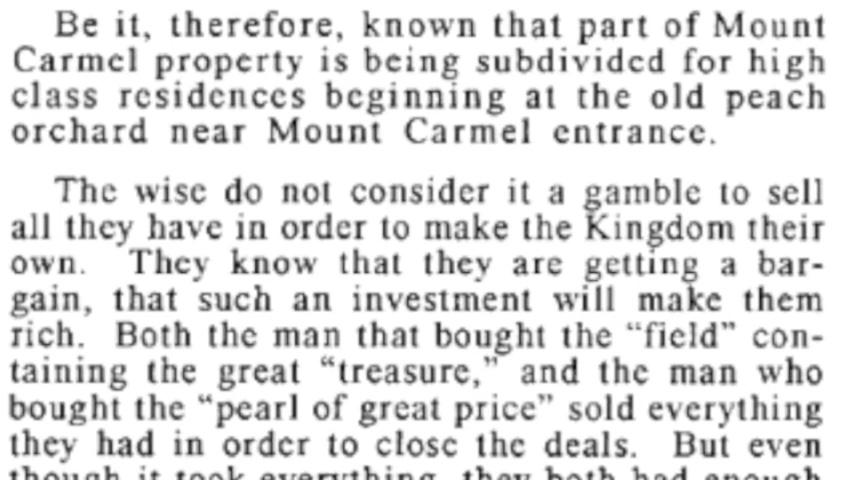 Be it, therefore, known that part of Mount
Carmel property is being subdivided for high
class residences beginning at the old peach
orchard near Mount Carmel entrance.
The wise do not consider it a gamble to sell
all they have in order to make the Kingdom their
own. They know that they are getting a bar-
gain, that such an investment will make them
rich. Both the man that bought the “field” con-
taining the great “treasure,” and the man who
bought the “pearl of great price” sold everything
they had in order to close the deals. But even
though it took everything, they both had enough